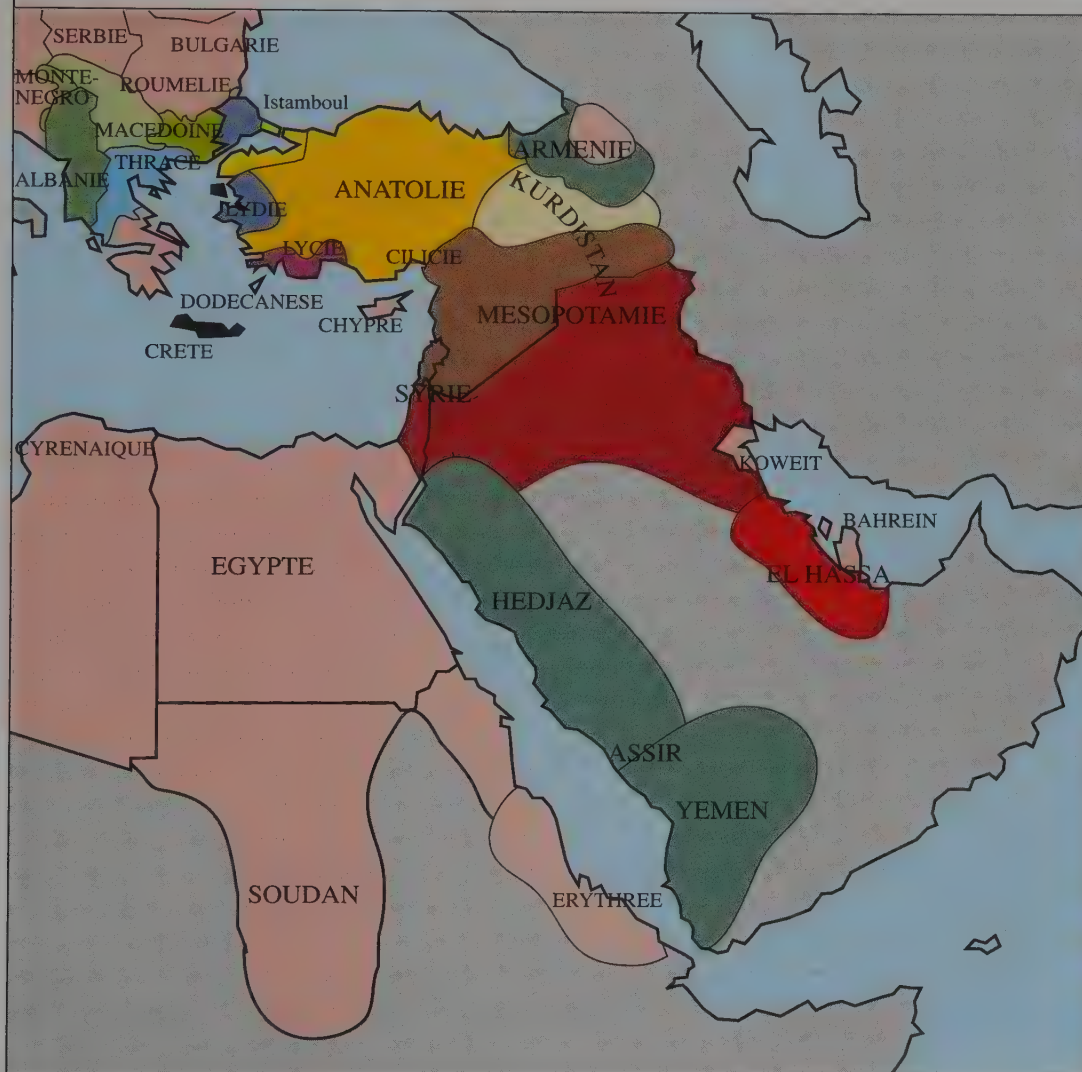 SERBIE
BULGARIE
MONTE-
NEGRO
ROUMELIE
Istamboul
MACEDOINE
THRACE
ARMENIE
ALBANIE
ANATOLIE
KURDISTAN
LYDIE
LYCIE
CILICIE
DODECANESE
MESOPOTAMIE
CHYPRE
CRETE
SYRIE
CYRENAIQUE
KOWEIT
BAHREIN
EGYPTE
EL HASSA
HEDJAZ
ASSIR
YEMEN
SOUDAN
ERYTHREE